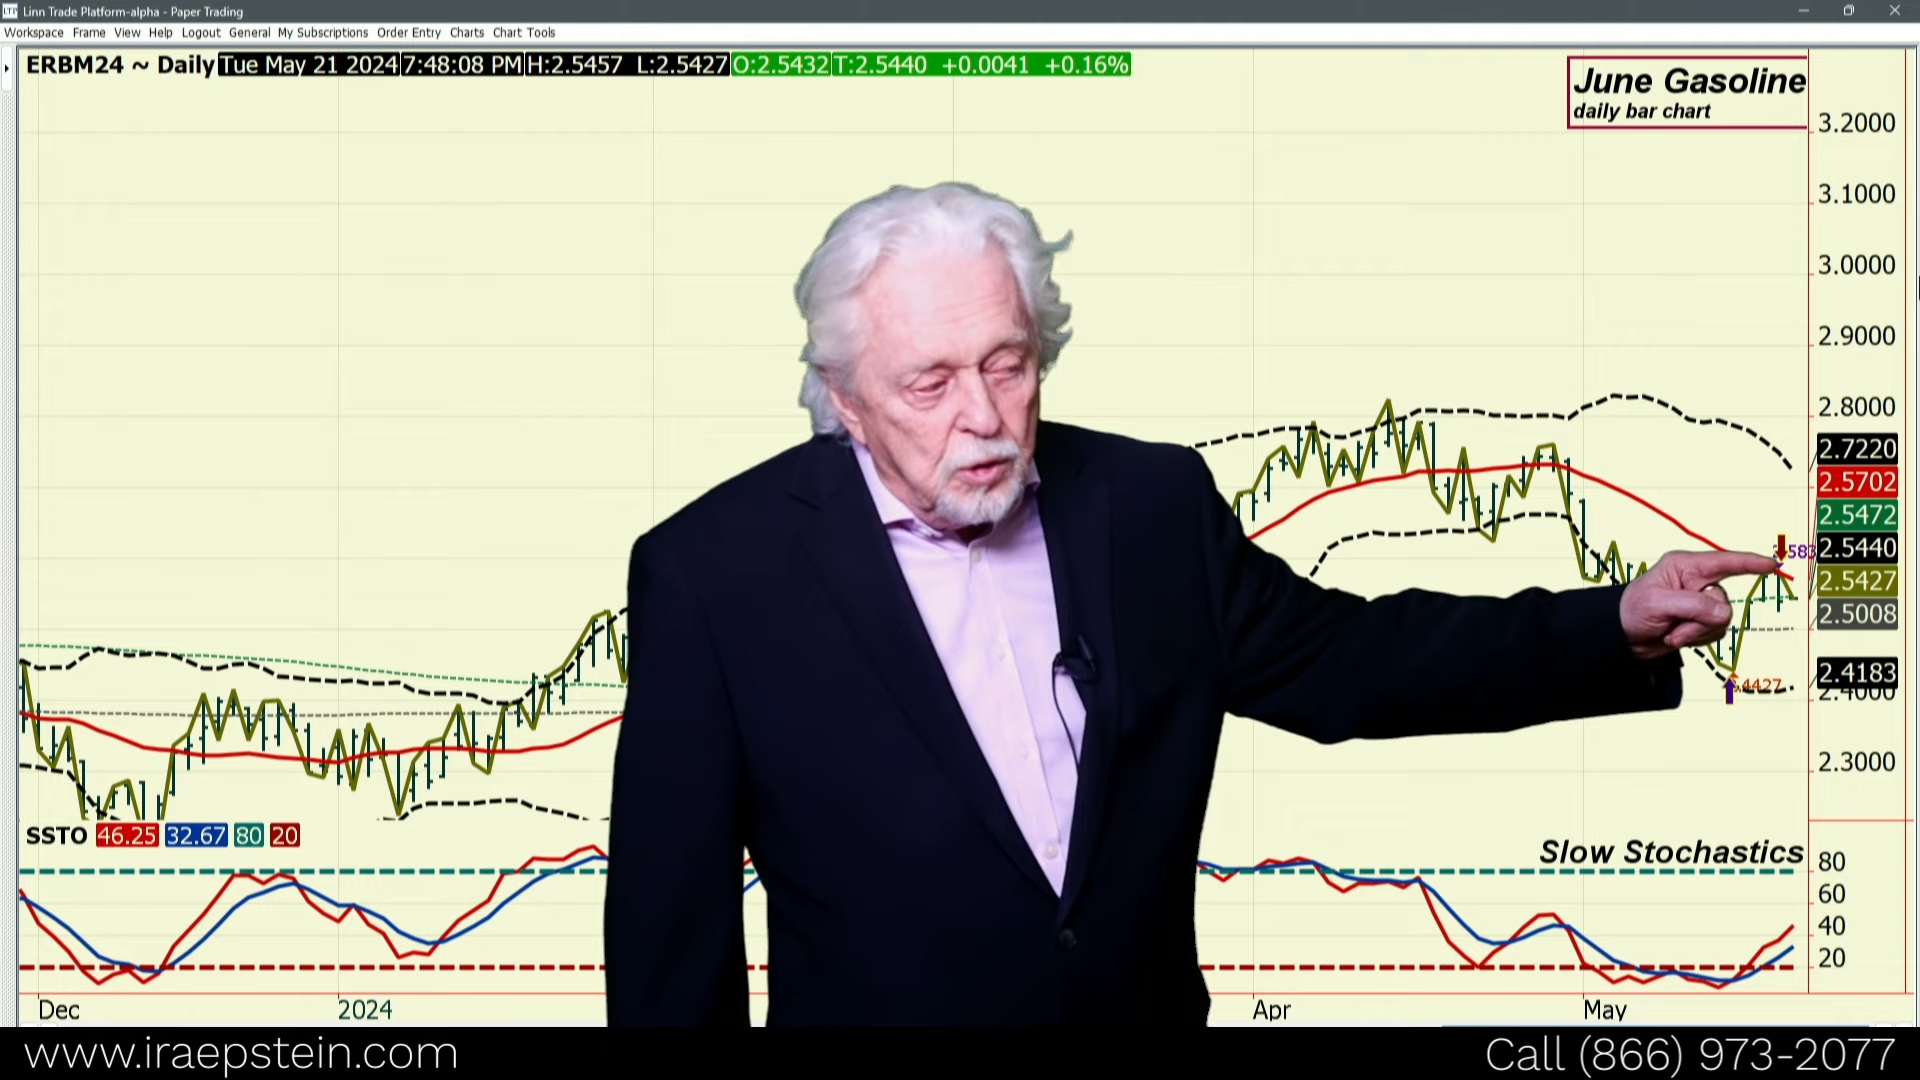 Linn Trade Platform-alpha - Paper Trading
Workspace Frame View Help Logout General My Subscriptions Order Entry Charts Chart Tools
ERBM24 ~ Daily Tue May 21 2024 7:48:08 PM H:2.5457 L:2.5427 O:2.5432 T:2.5440 +0.0041 +0.16%
June Gasoline
daily bar chart
3.2000
3.1000
3.0000
2.9000
2.8000
2.7220
2.5702
2.5472
2.5440
2.5427
2.5008
2.4183
2.4000
2.3000
SSTO 46.25 32.67 80 20
Slow Stochastics
80
60
40
20
Dec 2024 Apr May
www.iraepstein.com
Call (866) 973-2077